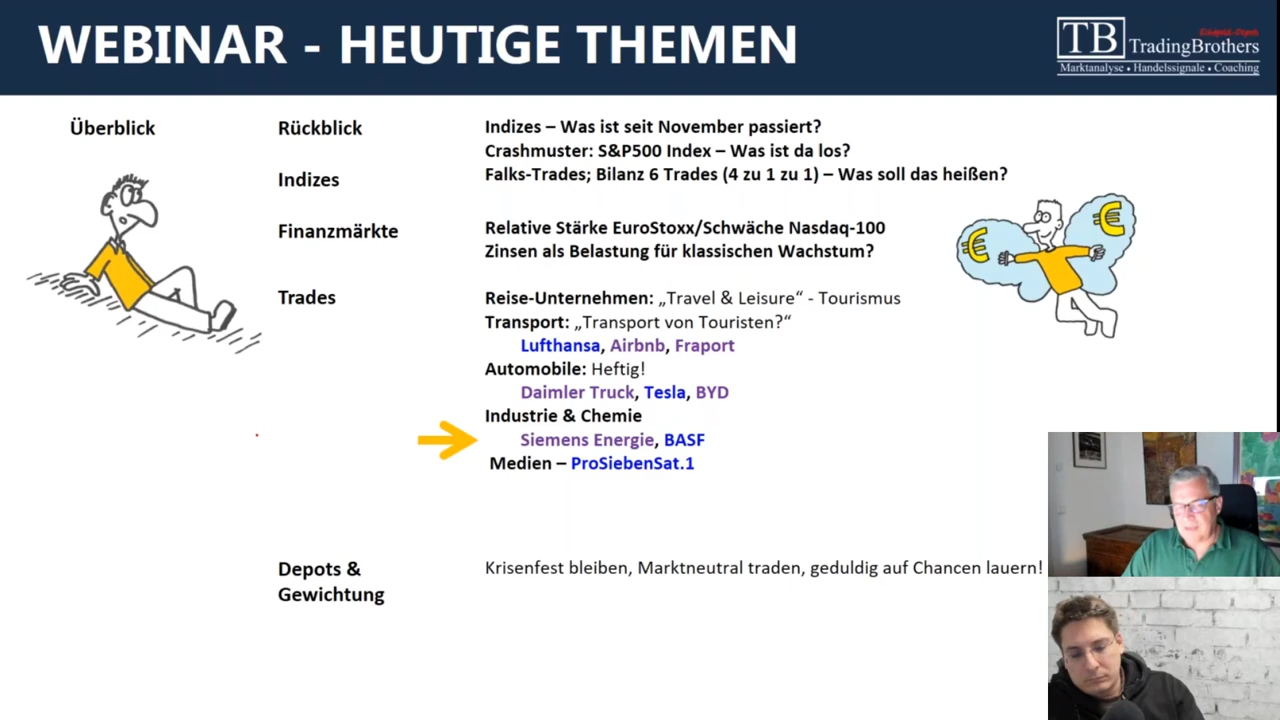 WEBINAR - HEUTIGE THEMEN
Eingold-Depot
TB TradingBrothers
Marktanalyse • Handelssignale • Coaching
Überblick
Rückblick
Indizes – Was ist seit November passiert?
Crashmuster: S&P500 Index – Was ist da los?
Indizes
Falks-Trades; Bilanz 6 Trades (4 zu 1 zu 1) – Was soll das heißen?
Finanzmärkte
Relative Stärke EuroStoxx/Schwäche Nasdaq-100
Zinsen als Belastung für klassischen Wachstum?
Trades
Reise-Unternehmen: „Travel & Leisure“ - Tourismus
Transport: „Transport von Touristen?“
Lufthansa, Airbnb, Fraport
Automobile: Heftig!
Daimler Truck, Tesla, BYD
Industrie & Chemie
Siemens Energie, BASF
Medien – ProSiebenSat.1
€
€
Depots &
Gewichtung
Krisenfest bleiben, Marktneutral traden, geduldig auf Chancen lauern!